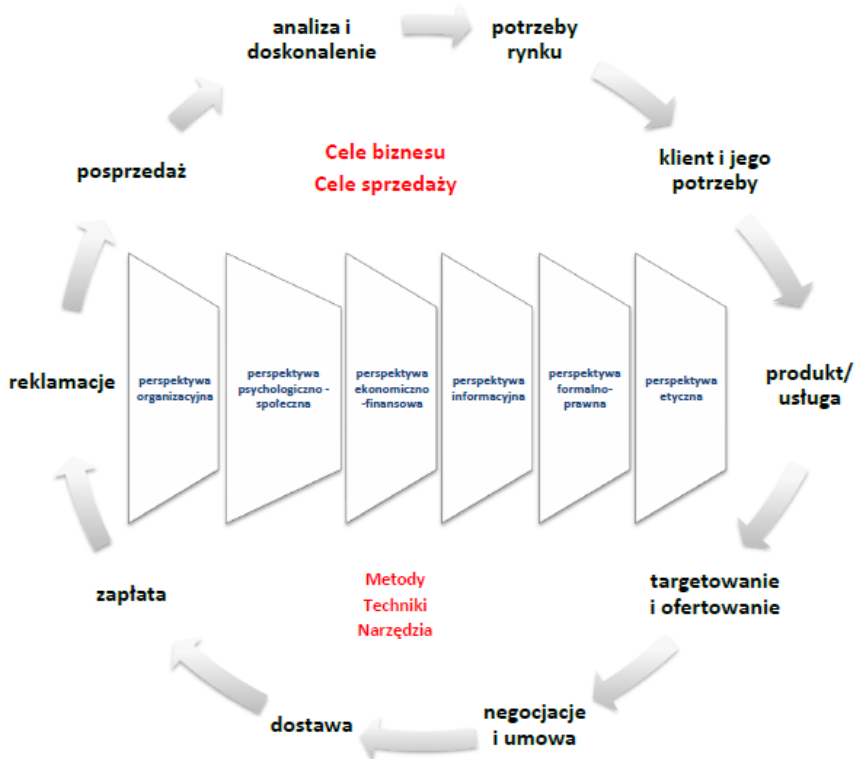 analiza i
doskonalenie
potrzeby
rynku
klient i jego
potrzeby
produkt/
usługa
targetowanie
i ofertowanie
negocjacje
i umowa
dostawa
zapłata
reklamacje
posprzedaż
Cele biznesu
Cele sprzedaży
perspektywa
organizacyjna
perspektywa
psychologiczno -
społeczna
perspektywa
ekonomiczno
-finansowa
perspektywa
informacyjna
perspektywa
formalno-
prawna
perspektywa
etyczna
Metody
Techniki
Narzędzia